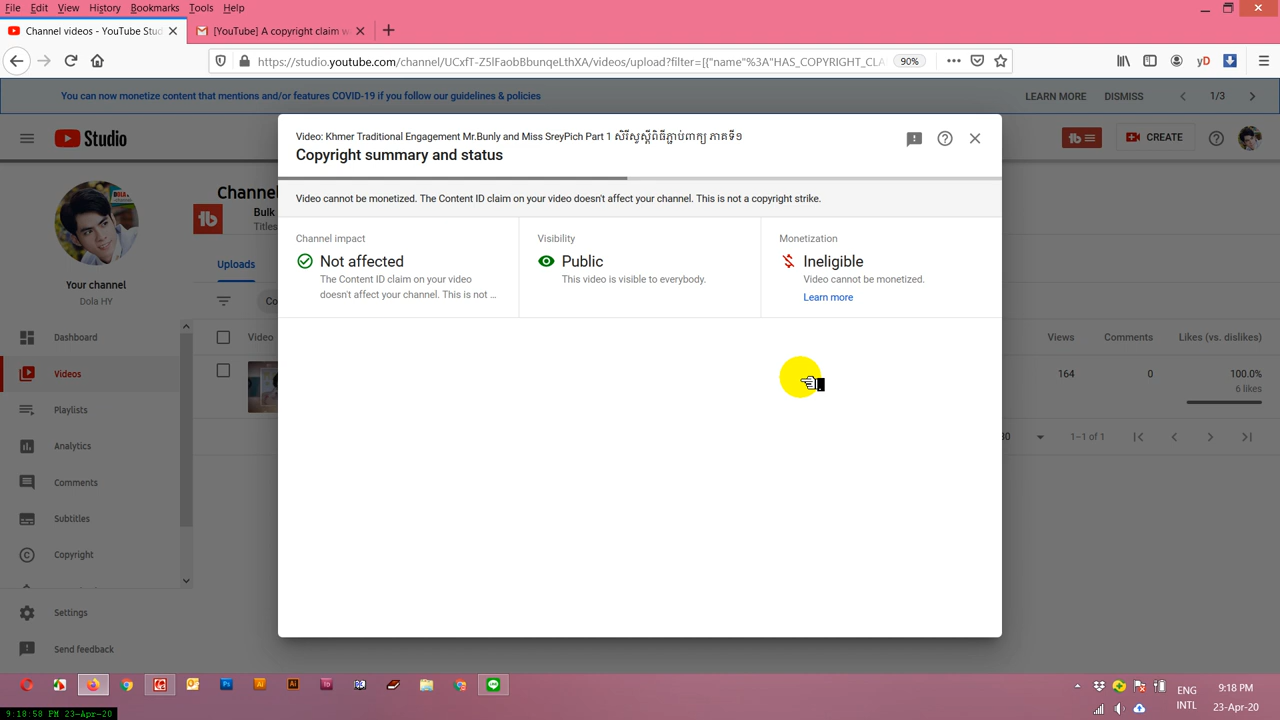 File Edit View History Bookmarks Tools Help
Channel videos - YouTube Stud
[YouTube] A copyright claim w
https://studio.youtube.com/channel/UCxfT-Z5lFaobBbunqeLthXA/videos/upload?filter=[{"name"%3A"HAS_COPYRIGHT_CLA
90%
yD
You can now monetize content that mentions and/or features COVID-19 if you follow our guidelines & policies
LEARN MORE DISMISS 1/3
Studio
CREATE
Video: Khmer Traditional Engagement Mr.Bunly and Miss SreyPich Part 1 សិរីសួស្តីពិធីភ្ជាប់ពាក្យ ភាគទី១
Copyright summary and status
Video cannot be monetized. The Content ID claim on your video doesn't affect your channel. This is not a copyright strike.
Channel impact
Not affected
The Content ID claim on your video
doesn't affect your channel. This is not ...
Visibility
Public
This video is visible to everybody.
Monetization
Ineligible
Video cannot be monetized.
Learn more
Your channel
Dola HY
Dashboard
Videos
Playlists
Analytics
Comments
Subtitles
Copyright
Settings
Send feedback
Channel
tb
Bulk
Titles
Uploads
Co
Video
Views Comments Likes (vs. dislikes)
164 0 100.0%
6 likes
30 1–1 of 1
ENG
INTL
9:18 PM
23-Apr-20
9:18:58 PM 23-Apr-20